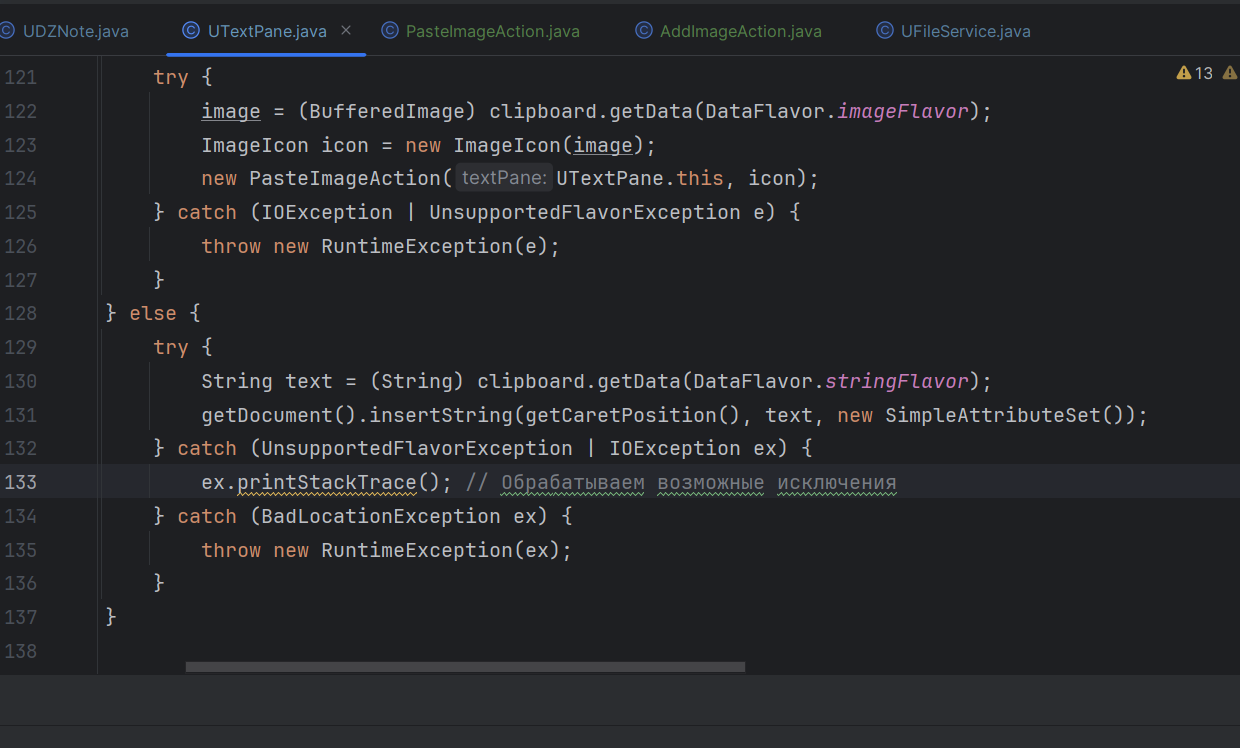 UDZNote.java UTextPane.java PasteImageAction.java AddImageAction.java UFileService.java
13
121 try {
122 image = (BufferedImage) clipboard.getData(DataFlavor.imageFlavor);
123 ImageIcon icon = new ImageIcon(image);
124 new PasteImageAction( textPane: UTextPane.this, icon);
125 } catch (IOException | UnsupportedFlavorException e) {
126 throw new RuntimeException(e);
127 }
128 } else {
129 try {
130 String text = (String) clipboard.getData(DataFlavor.stringFlavor);
131 getDocument().insertString(getCaretPosition(), text, new SimpleAttributeSet());
132 } catch (UnsupportedFlavorException | IOException ex) {
133 ex.printStackTrace(); // Обрабатываем возможные исключения
134 } catch (BadLocationException ex) {
135 throw new RuntimeException(ex);
136 }
137 }
138